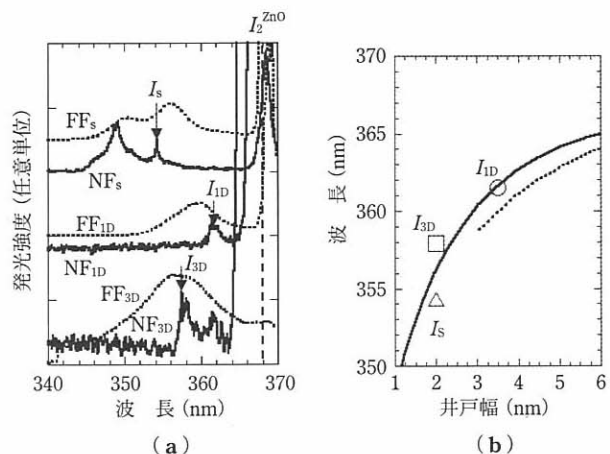 I₂ᶻⁿᴼ
FFS
IS
NFS
I1D
FF1D
NF1D
I3D
FF3D
NF3D
発光強度(任意単位)
340 350 360 370
波 長(nm)
(a)
370
365
360
355
350
波 長(nm)
I1D
I3D
IS
1 2 3 4 5 6
井戸幅(nm)
(b)